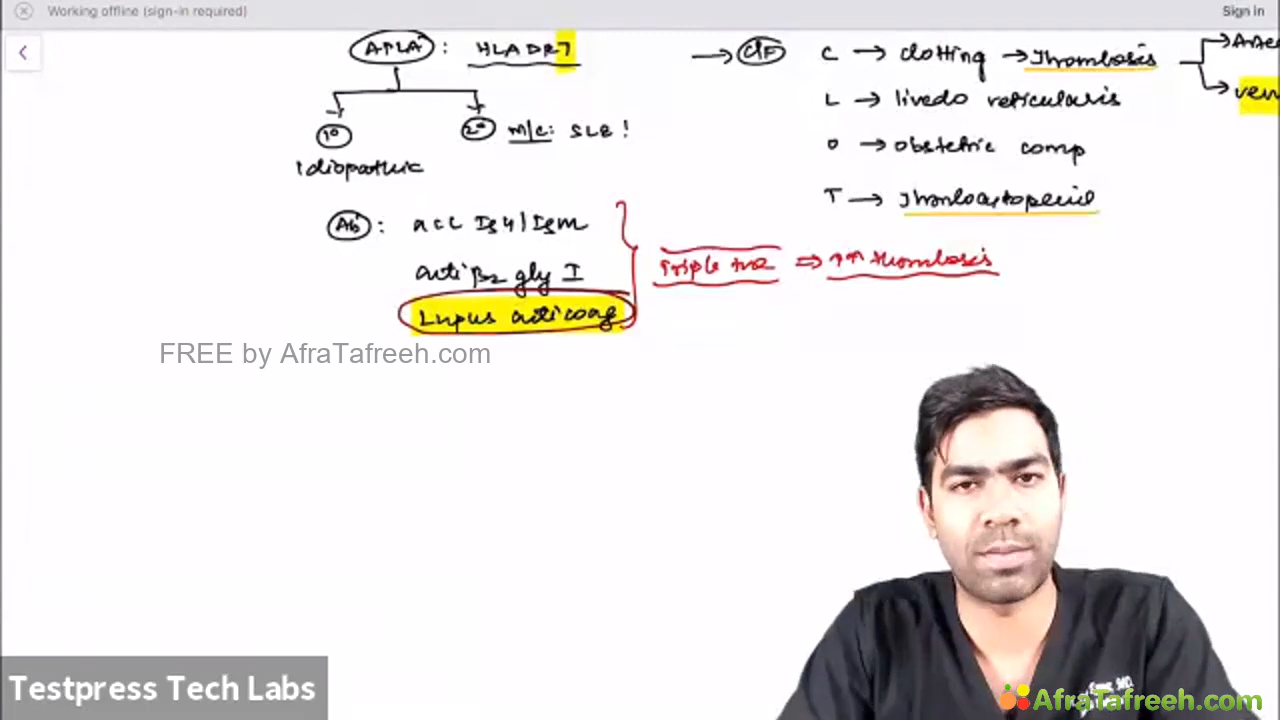 Working offline (sign-in required)
Sign in
APLA : HLA DR7
1° 2° m/c: SLE !
Idiopathic
Ab : aCL IgG/IgM
anti β2 gly I
Lupus anticoag
Triple +ve ⇒ ↑↑ thrombosis
→ C/F
C → clotting → Thrombosis
L → livedo reticularis
O → obstetric comp
T → Thrombocytopenia
FREE by AfraTafreeh.com
Testpress Tech Labs
AfraTafreeh.com